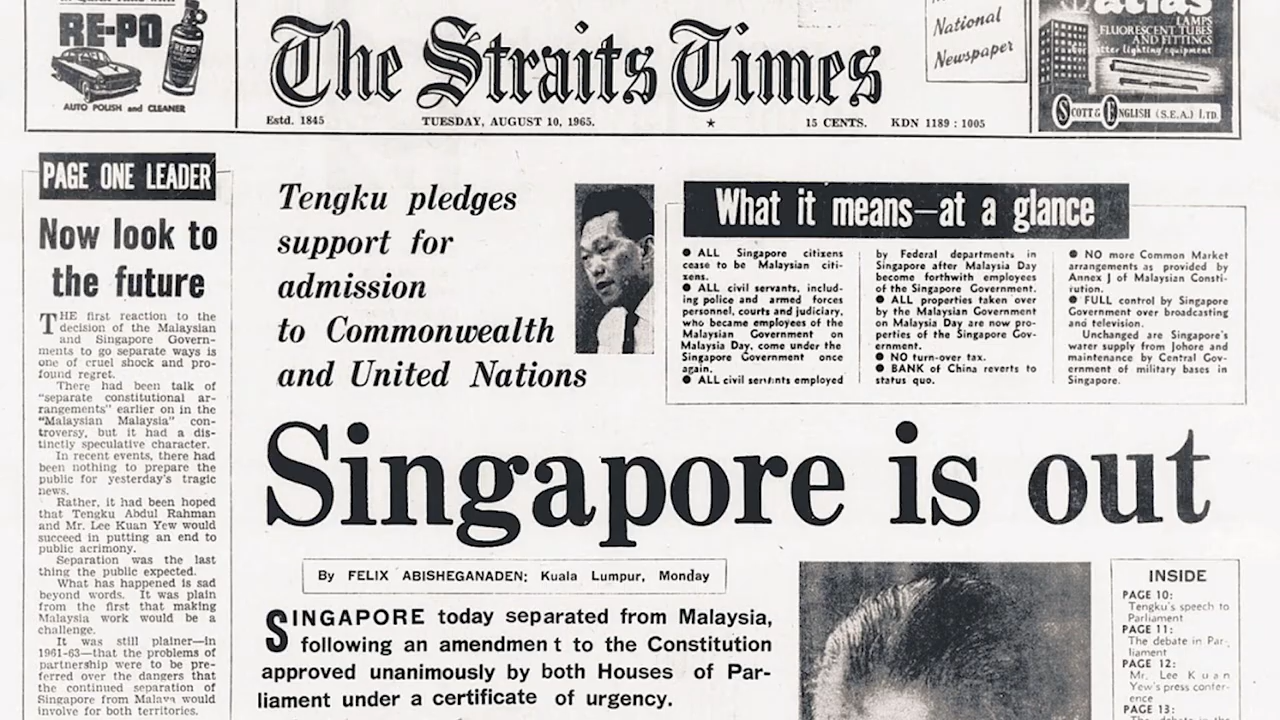 RE-PO
RE-PO
AUTO POLISH and CLEANER
The Straits Times
National
Newspaper
atlas
LAMPS
FLUORESCENT TUBES
AND FITTINGS
lighting equipment
SCOTT & ENGLISH (S.E.A.) LTD.
Estd. 1845
TUESDAY, AUGUST 10, 1965.
15 CENTS.
KDN 1189 : 1005
PAGE ONE LEADER
Now look to
the future
THE first reaction to the
decision of the Malaysian
and Singapore Govern-
ments to go separate ways is
one of cruel shock and pro-
found regret.
There had been talk of
"separate constitutional ar-
rangements" earlier on in the
"Malaysian Malaysia" con-
troversy, but it had a dis-
tinctly speculative character.
In recent events, there had
been nothing to prepare the
public for yesterday's tragic
news.
Rather, it had been hoped
that Tengku Abdul Rahman
and Mr. Lee Kuan Yew would
succeed in putting an end to
public acrimony.
Separation was the last
thing the public expected.
What has happened is sad
beyond words. It was plain
from the first that making
Malaysia work would be a
challenge.
It was still plainer—in
1961-63—that the problems of
partnership were to be pre-
ferred over the dangers that
the continued separation of
Singapore from Malaya would
involve for both territories.
Tengku pledges
support for
admission
to Commonwealth
and United Nations
What it means—at a glance
● ALL Singapore citizens
cease to be Malaysian citi-
zens.
● ALL civil servants, includ-
ing police and armed forces
personnel, courts and judiciary,
who became employees of the
Malaysian Government on
Malaysia Day, come under the
Singapore Government once
again.
● ALL civil servants employed
by Federal departments in
Singapore after Malaysia Day
become forthwith employees
of the Singapore Government.
● ALL properties taken over
by the Malaysian Government
on Malaysia Day are now pro-
perties of the Singapore Gov-
ernment.
● NO turn-over tax.
● BANK of China reverts to
status quo.
● NO more Common Market
arrangements as provided by
Annex J of Malaysian Consti-
tution.
● FULL control by Singapore
Government over broadcasting
and television.
Unchanged are Singapore's
water supply from Johore and
maintenance by Central Gov-
ernment of military bases in
Singapore.
Singapore is out
By FELIX ABISHEGANADEN: Kuala Lumpur, Monday
SINGAPORE today separated from Malaysia,
following an amendment to the Constitution
approved unanimously by both Houses of Par-
liament under a certificate of urgency.
INSIDE
PAGE 10:
Tengku's speech to
Parliament
PAGE 11:
The debate in Par-
liament
PAGE 12:
Mr. Lee Kuan
Yew's press confer-
ence
PAGE 13: